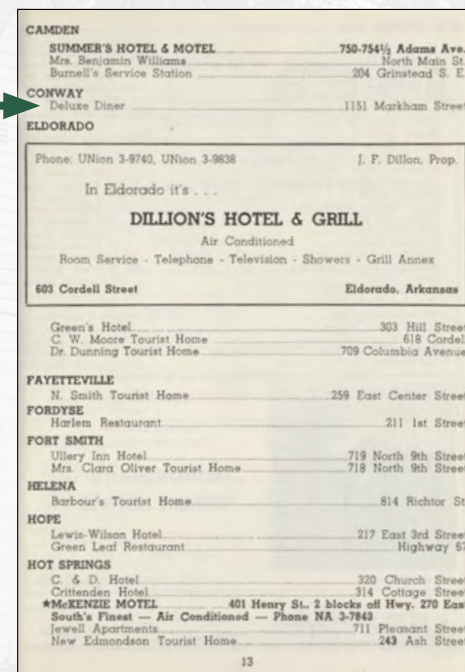 CAMDEN
SUMMER'S HOTEL & MOTEL 750-754½ Adams Ave.
Mrs. Benjamin Williams North Main St.
Burnell's Service Station 204 Grinstead S. E.
CONWAY
Deluxe Diner 1151 Markham Street
ELDORADO
Phone: UNion 3-9740, UNion 3-9838 J. F. Dillon, Prop.
In Eldorado it's . . .
DILLION'S HOTEL & GRILL
Air Conditioned
Room Service - Telephone - Television - Showers - Grill Annex
603 Cordell Street Eldorado, Arkansas
Green's Hotel 303 Hill Street
C. W. Moore Tourist Home 618 Cordell
Dr. Dunning Tourist Home 709 Columbia Avenue
FAYETTEVILLE
N. Smith Tourist Home 259 East Center Street
FORDYSE
Harlem Restaurant 211 1st Street
FORT SMITH
Ullery Inn Hotel 719 North 9th Street
Mrs. Clara Oliver Tourist Home 718 North 9th Street
HELENA
Barbour's Tourist Home 814 Richtor St.
HOPE
Lewis-Wilson Hotel 217 East 3rd Street
Green Leaf Restaurant Highway 67
HOT SPRINGS
C. & D. Hotel 320 Church Street
Crittenden Hotel 314 Cottage Street
★McKENZIE MOTEL 401 Henry St., 2 blocks off Hwy. 270 East
South's Finest — Air Conditioned — Phone NA 3-7843
Jewell Apartments 711 Pleasant Street
New Edmondson Tourist Home 243 Ash Street
13